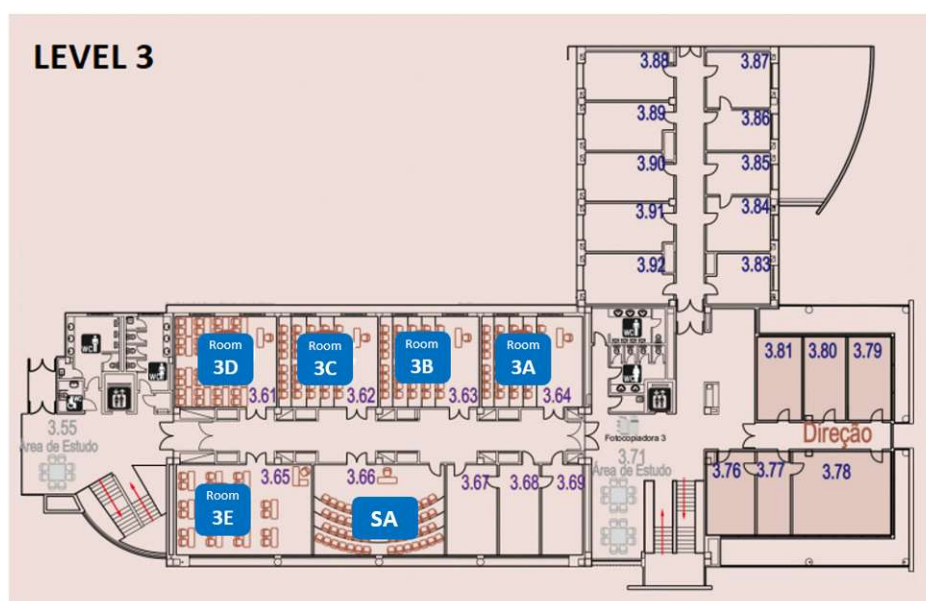 LEVEL 3
3.88
3.87
3.89
3.86
3.90
3.85
3.91
3.84
3.92
3.83
WC
WC
WC
WC
Room
3D
Room
3C
Room
3B
Room
3A
3.81
3.80
3.79
3.61
3.62
3.63
3.64
3.55
Área de Estudo
Fotocopiadora 3
Direção
3.71
Área de Estudo
3.65
3.66
3.67
3.68
3.69
3.76
3.77
3.78
Room
3E
SA